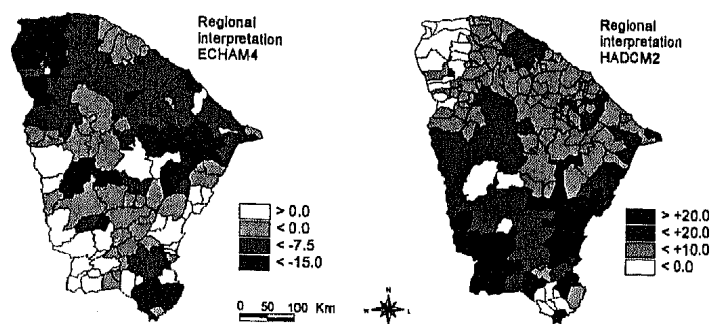 Regional
Interpretation
ECHAM4
> 0.0
< 0.0
< -7.5
< -15.0
0 50 100 Km
Regional
Interpretation
HADCM2
> +20.0
< +20.0
< +10.0
< 0.0
N
W
L